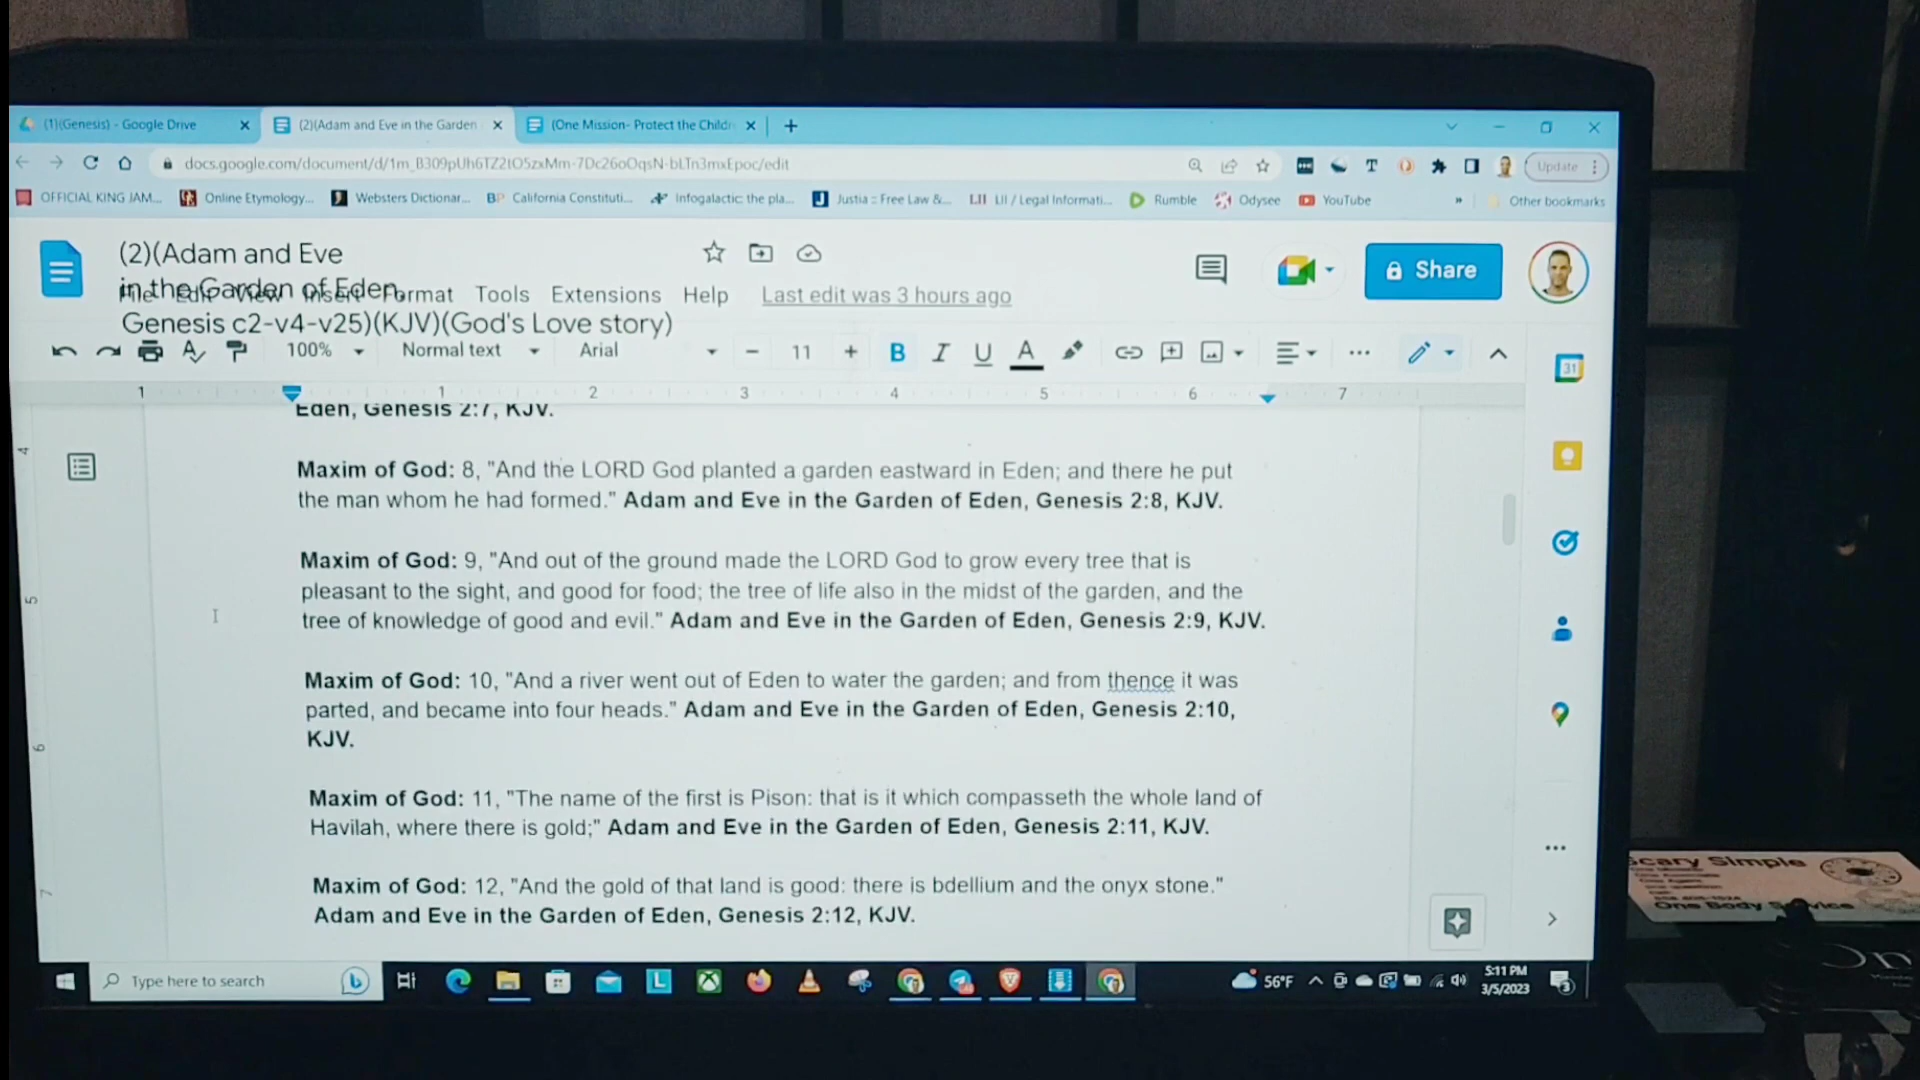 (1)(Genesis) - Google Drive
(2)(Adam and Eve in the Garden
(One Mission- Protect the Childr
docs.google.com/document/d/1m_B309pUh6TZ2tO5zxMm-7Dc26oOqsN-bLTn3mxEpoc/edit
Update
OFFICIAL KING JAM...
Online Etymology...
Websters Dictionar...
California Constituti...
Infogalactic: the pla...
Justia :: Free Law &...
LII / Legal Informati...
Rumble
Odysee
YouTube
Other bookmarks
(2)(Adam and Eve
in the Garden of Eden,
File Edit View Insert Format Tools Extensions Help Last edit was 3 hours ago
Share
Genesis c2-v4-v25)(KJV)(God's Love story)
100% Normal text Arial 11
1 1 2 3 4 5 6 7
Eden, Genesis 2:7, KJV.
Maxim of God: 8, "And the LORD God planted a garden eastward in Eden; and there he put
the man whom he had formed." Adam and Eve in the Garden of Eden, Genesis 2:8, KJV.
Maxim of God: 9, "And out of the ground made the LORD God to grow every tree that is
pleasant to the sight, and good for food; the tree of life also in the midst of the garden, and the
tree of knowledge of good and evil." Adam and Eve in the Garden of Eden, Genesis 2:9, KJV.
Maxim of God: 10, "And a river went out of Eden to water the garden; and from thence it was
parted, and became into four heads." Adam and Eve in the Garden of Eden, Genesis 2:10,
KJV.
Maxim of God: 11, "The name of the first is Pison: that is it which compasseth the whole land of
Havilah, where there is gold;" Adam and Eve in the Garden of Eden, Genesis 2:11, KJV.
Maxim of God: 12, "And the gold of that land is good: there is bdellium and the onyx stone."
Adam and Eve in the Garden of Eden, Genesis 2:12, KJV.
Type here to search
56°F
5:11 PM
3/5/2023
Scary Simple
One Body Service
On